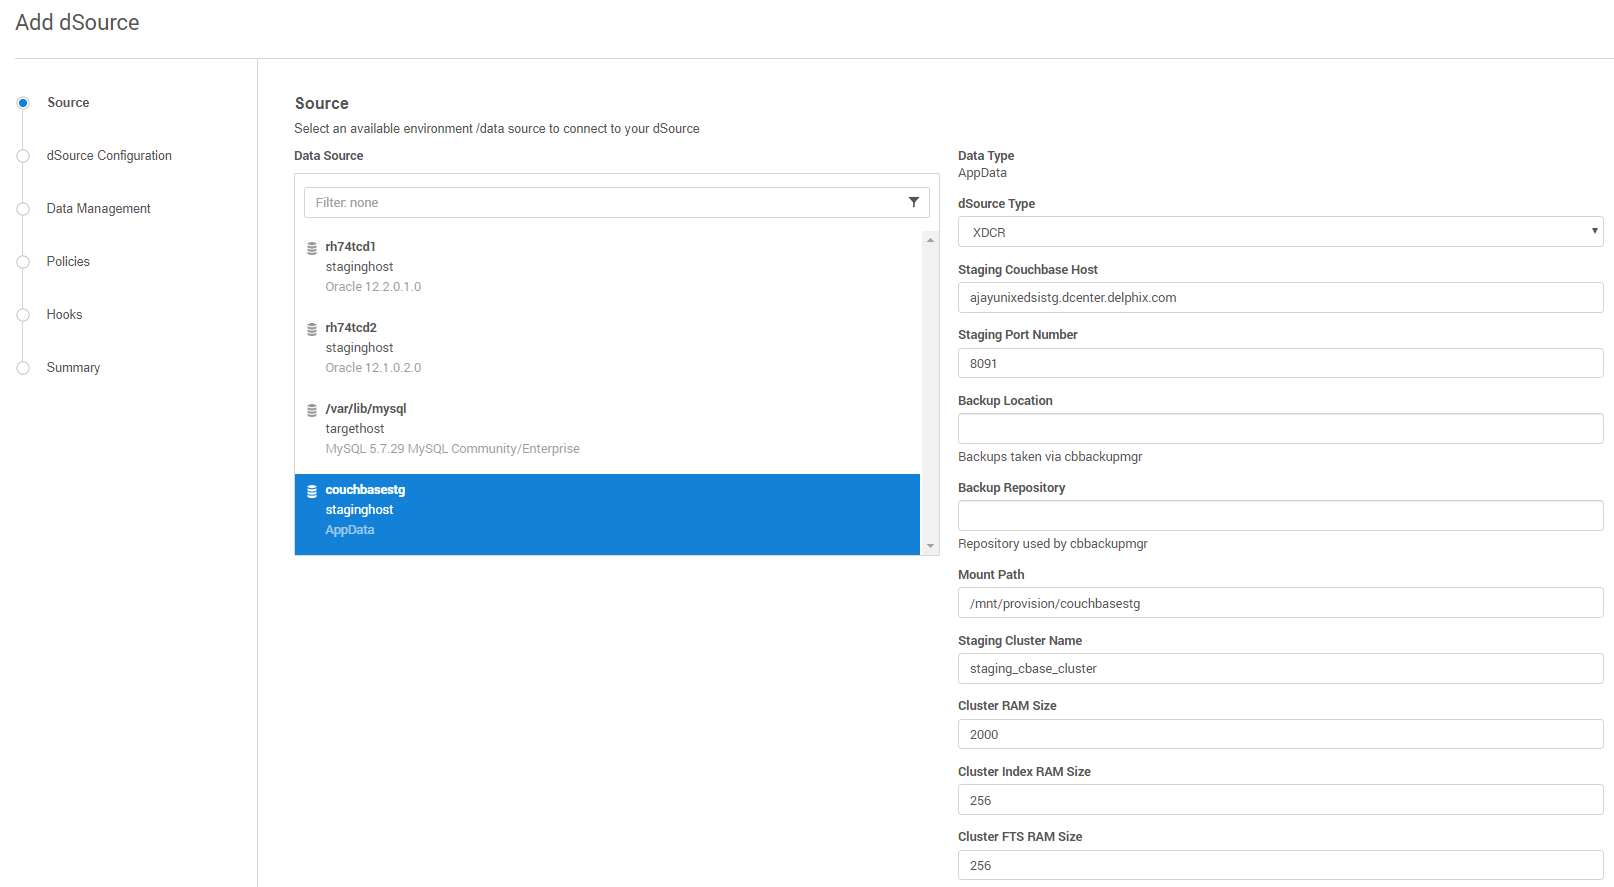 Add dSource
Source
dSource Configuration
Data Management
Policies
Hooks
Summary
Source
Select an available environment /data source to connect to your dSource
Data Source
Filter: none
rh74tcd1
staginghost
Oracle 12.2.0.1.0
rh74tcd2
staginghost
Oracle 12.1.0.2.0
/var/lib/mysql
targethost
MySQL 5.7.29 MySQL Community/Enterprise
couchbasestg
staginghost
AppData
Data Type
AppData
dSource Type
XDCR
Staging Couchbase Host
ajayunixedsistg.dcenter.delphix.com
Staging Port Number
8091
Backup Location
Backups taken via cbbackupmgr
Backup Repository
Repository used by cbbackupmgr
Mount Path
/mnt/provision/couchbasestg
Staging Cluster Name
staging_cbase_cluster
Cluster RAM Size
2000
Cluster Index RAM Size
256
Cluster FTS RAM Size
256